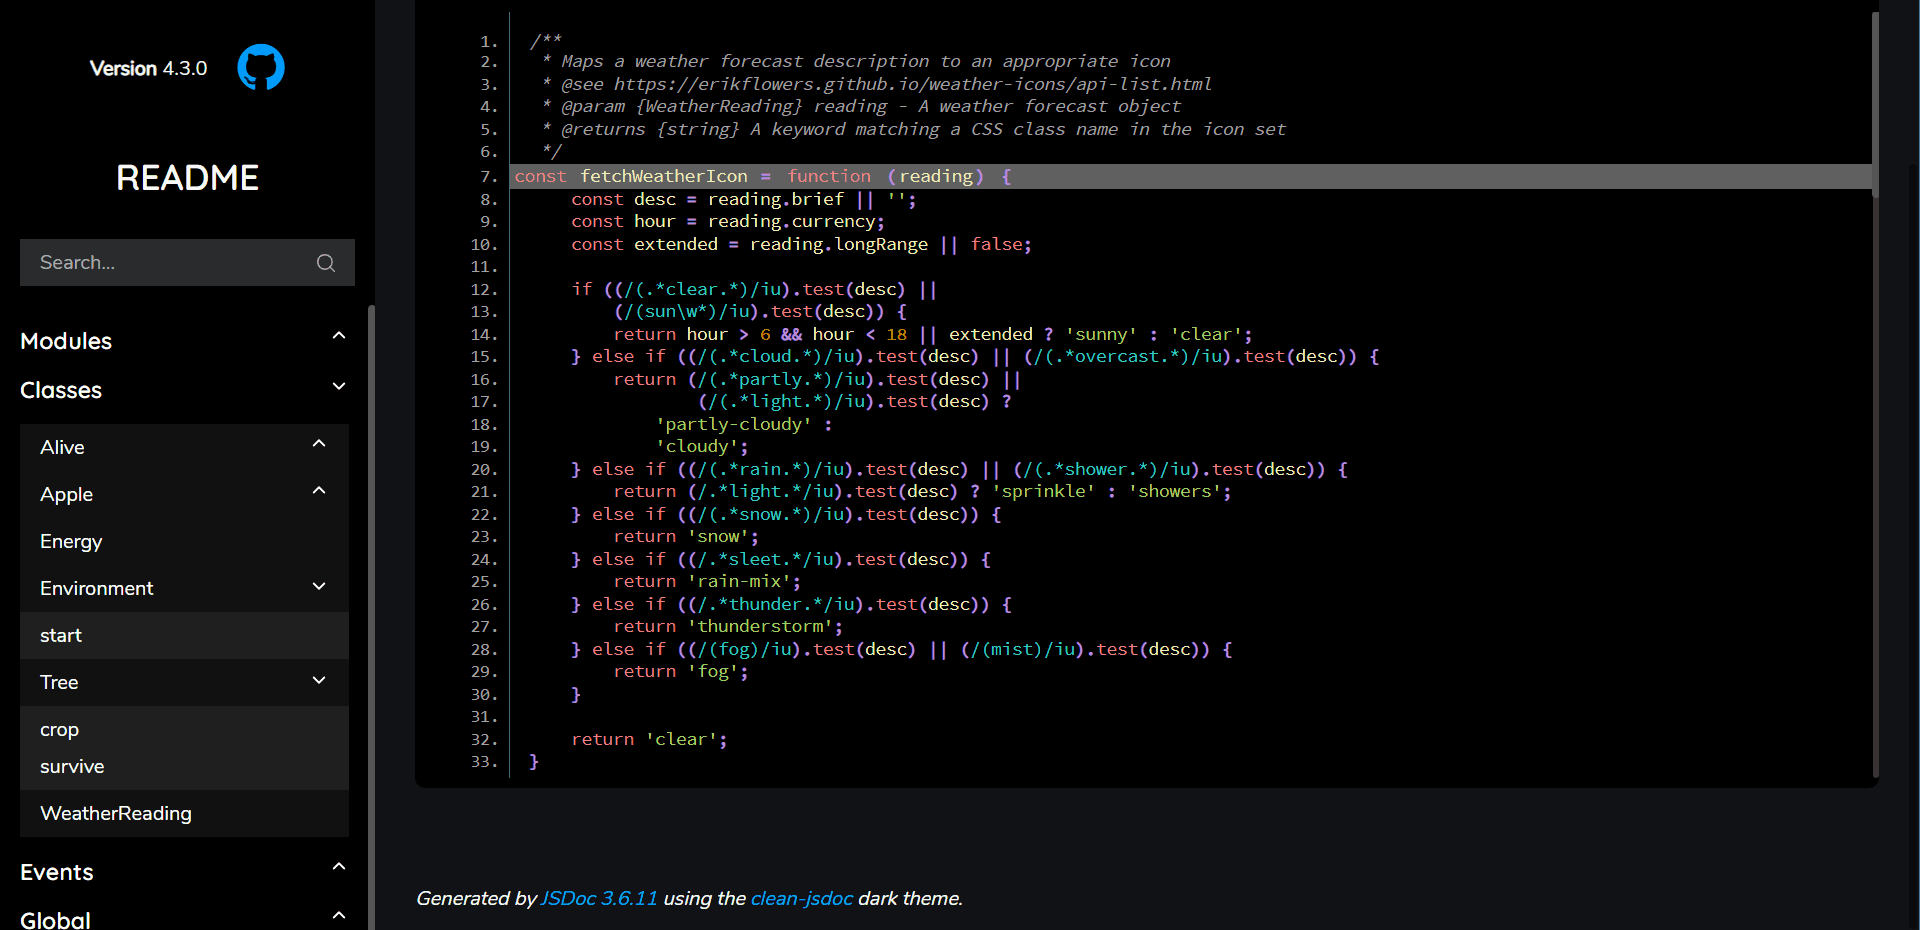 Version 4.3.0
README
Search...
Modules
Classes
Alive
Apple
Energy
Environment
start
Tree
crop
survive
WeatherReading
Events
Global
1. /**
2. * Maps a weather forecast description to an appropriate icon
3. * @see https://erikflowers.github.io/weather-icons/api-list.html
4. * @param {WeatherReading} reading - A weather forecast object
5. * @returns {string} A keyword matching a CSS class name in the icon set
6. */
7. const fetchWeatherIcon = function (reading) {
8. const desc = reading.brief || '';
9. const hour = reading.currency;
10. const extended = reading.longRange || false;
11.
12. if ((/(.*clear.*)/iu).test(desc) ||
13. (/(sun\w*)/iu).test(desc)) {
14. return hour > 6 && hour < 18 || extended ? 'sunny' : 'clear';
15. } else if ((/(.*cloud.*)/iu).test(desc) || (/(.*overcast.*)/iu).test(desc)) {
16. return (/(.*partly.*)/iu).test(desc) ||
17. (/(.*light.*)/iu).test(desc) ?
18. 'partly-cloudy' :
19. 'cloudy';
20. } else if ((/(.*rain.*)/iu).test(desc) || (/(.*shower.*)/iu).test(desc)) {
21. return (/.*light.*/iu).test(desc) ? 'sprinkle' : 'showers';
22. } else if ((/(.*snow.*)/iu).test(desc)) {
23. return 'snow';
24. } else if ((/.*sleet.*/iu).test(desc)) {
25. return 'rain-mix';
26. } else if ((/.*thunder.*/iu).test(desc)) {
27. return 'thunderstorm';
28. } else if ((/(fog)/iu).test(desc) || (/(mist)/iu).test(desc)) {
29. return 'fog';
30. }
31.
32. return 'clear';
33. }
Generated by JSDoc 3.6.11 using the clean-jsdoc dark theme.